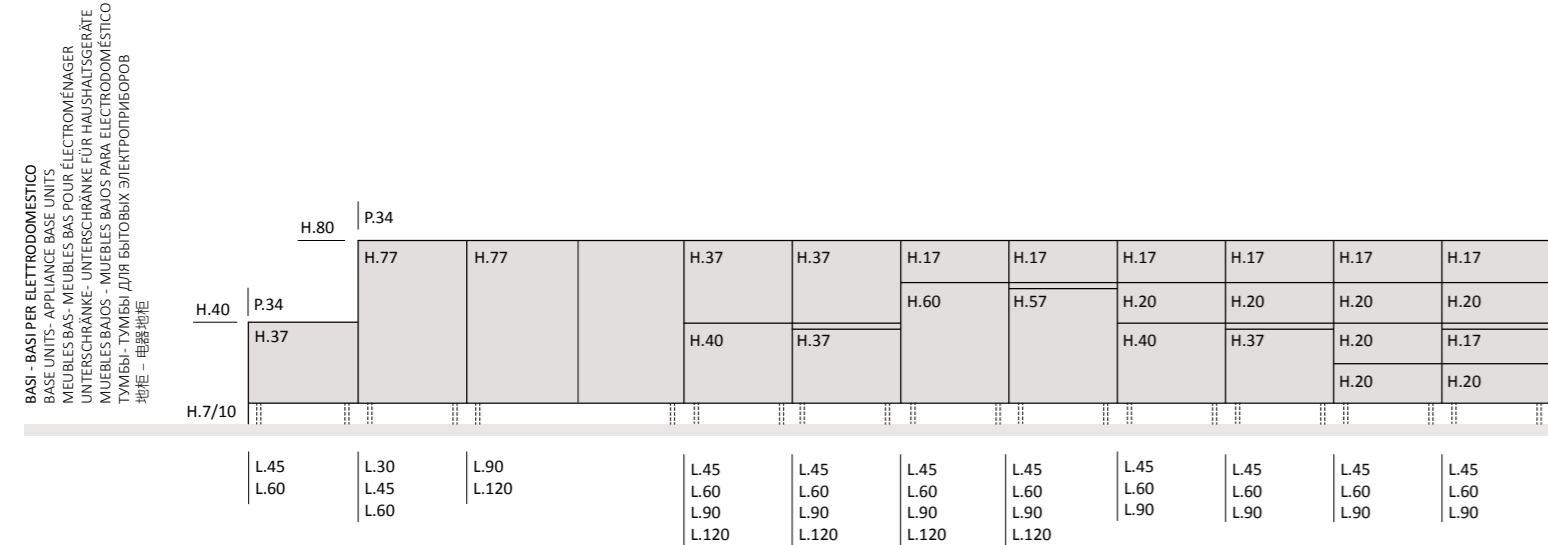 BASI - BASI PER ELETTRODOMESTICO
BASE UNITS- APPLIANCE BASE UNITS
MEUBLES BAS- MEUBLES BAS POUR ÉLECTROMÉNAGER
UNTERSCHRÄNKE- UNTERSCHRÄNKE FÜR HAUSHALTSGERÄTE
MUEBLES BAJOS - MUEBLES BAJOS PARA ELECTRODOMÉSTICO
ТУМБЫ- ТУМБЫ ДЛЯ БЫТОВЫХ ЭЛЕКТРОПРИБОРОВ
地柜 – 电器地柜
H.80 P.34
H.77 H.77 H.37 H.37 H.17 H.17 H.17 H.17 H.17 H.17
H.40 P.34 H.60 H.57 H.20 H.20 H.20 H.20
H.37 H.40 H.37 H.40 H.37 H.20 H.17
H.20 H.20
H.7/10
L.45 L.30 L.90 L.45 L.45 L.45 L.45 L.45 L.45 L.45 L.45
L.60 L.45 L.120 L.60 L.60 L.60 L.60 L.60 L.60 L.60 L.60
L.60 L.90 L.90 L.90 L.90 L.90 L.90 L.90 L.90
L.120 L.120 L.120 L.120